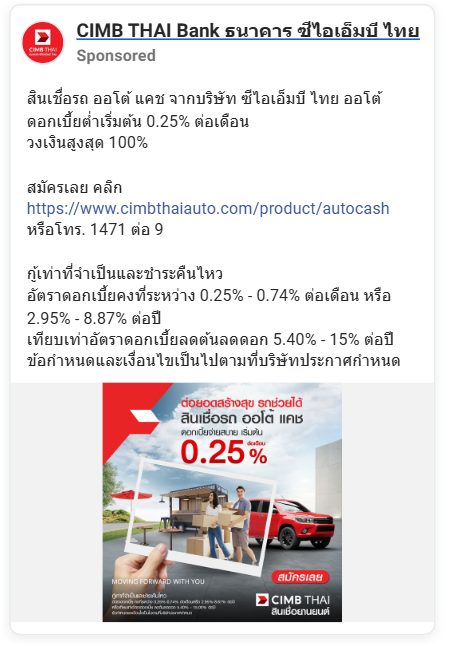 CIMB THAI Bank ธนาคาร ซีไอเอ็มบี ไทย
Sponsored
สินเชื่อรถ ออโต้ แคช จากบริษัท ซีไอเอ็มบี ไทย ออโต้
ดอกเบี้ยต่ำเริ่มต้น 0.25% ต่อเดือน
วงเงินสูงสุด 100%
สมัครเลย คลิก
https://www.cimbthaiauto.com/product/autocash
หรือโทร. 1471 ต่อ 9
กู้เท่าที่จำเป็นและชำระคืนไหว
อัตราดอกเบี้ยคงที่ระหว่าง 0.25% - 0.74% ต่อเดือน หรือ
2.95% - 8.87% ต่อปี
เทียบเท่าอัตราดอกเบี้ยลดต้นลดดอก 5.40% - 15% ต่อปี
ข้อกำหนดและเงื่อนไขเป็นไปตามที่บริษัทประกาศกำหนด
CIMB THAI
ต่อยอดสร้างสุข รถช่วยได้
สินเชื่อรถ ออโต้ แคช
ดอกเบี้ยจ่ายสบาย เริ่มต้น
0.25% ต่อเดือน
สมัครเลย
MOVING FORWARD WITH YOU
กู้เท่าที่จำเป็นและชำระคืนไหว
CIMB THAI
สินเชื่อยานยนต์